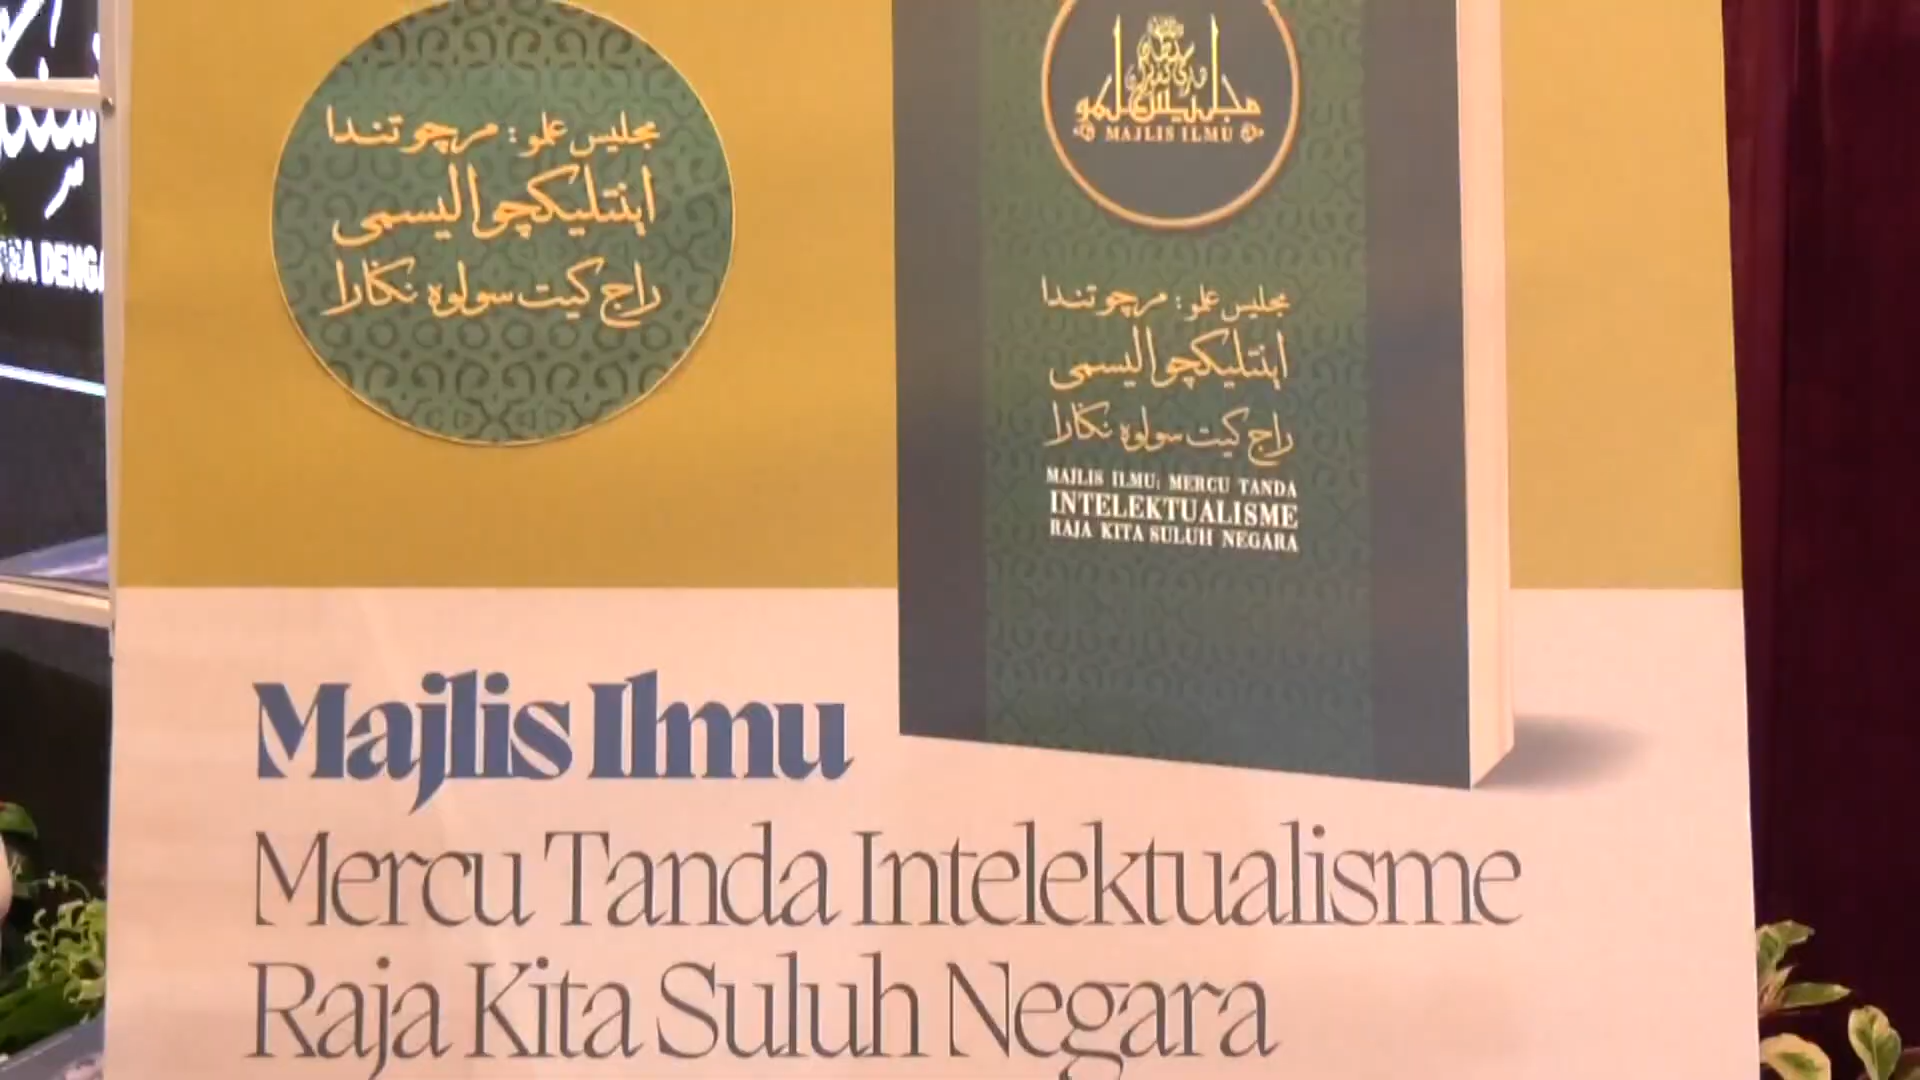 مجليس علمو : مرچو تندا
اينتليکچواليسمى
راج كيت سولوه نݢارا
مجليس علمو
MAJLIS ILMU
مجليس علمو : مرچو تندا
اينتليکچواليسمى
راج كيت سولوه نݢارا
MAJLIS ILMU: MERCU TANDA
INTELEKTUALISME
RAJA KITA SULUH NEGARA
Majlis Ilmu
Mercu Tanda Intelektualisme
Raja Kita Suluh Negara